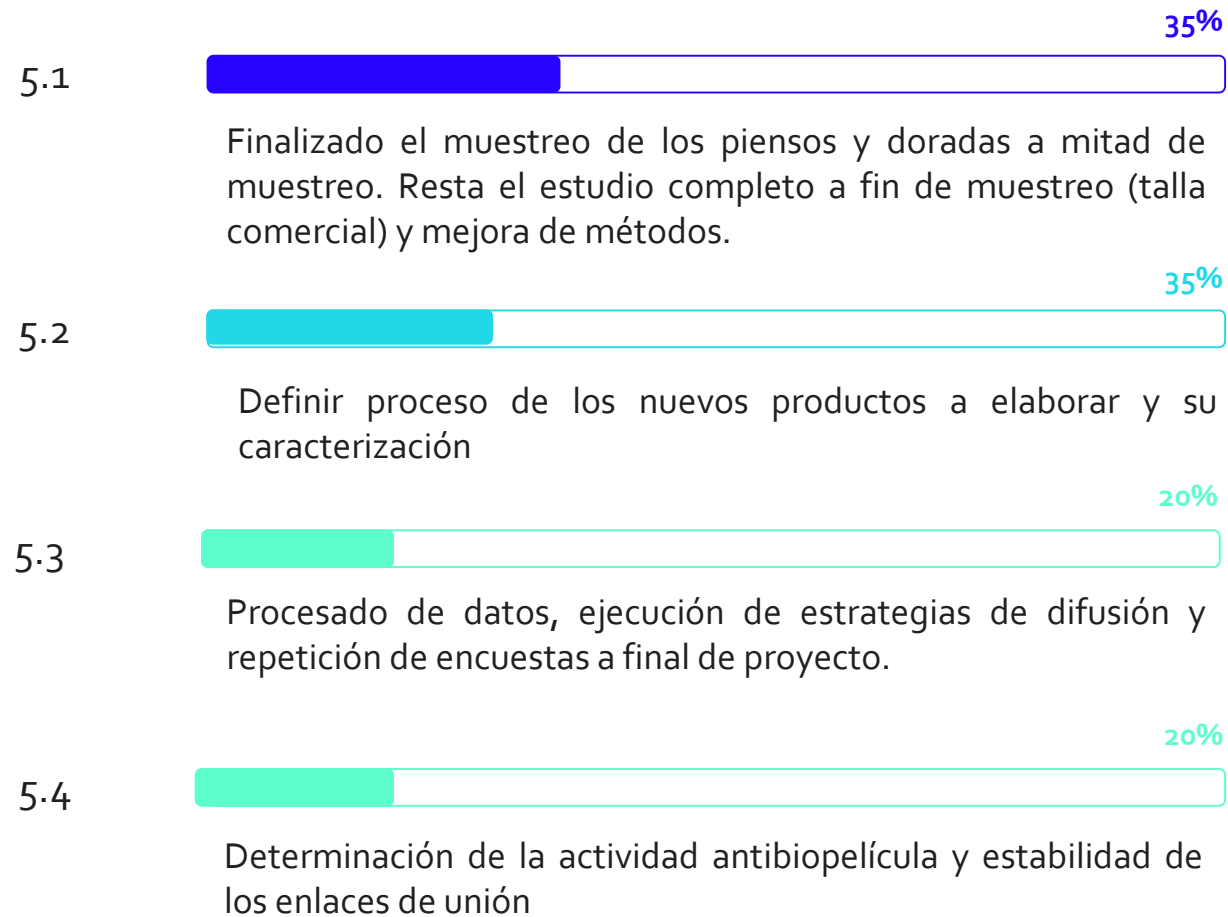 35%
5.1
Finalizado el muestreo de los piensos y doradas a mitad de
muestreo. Resta el estudio completo a fin de muestreo (talla
comercial) y mejora de métodos.
35%
5.2
Definir proceso de los nuevos productos a elaborar y su
caracterización
20%
5.3
Procesado de datos, ejecución de estrategias de difusión y
repetición de encuestas a final de proyecto.
20%
5.4
Determinación de la actividad antibiopelícula y estabilidad de
los enlaces de unión